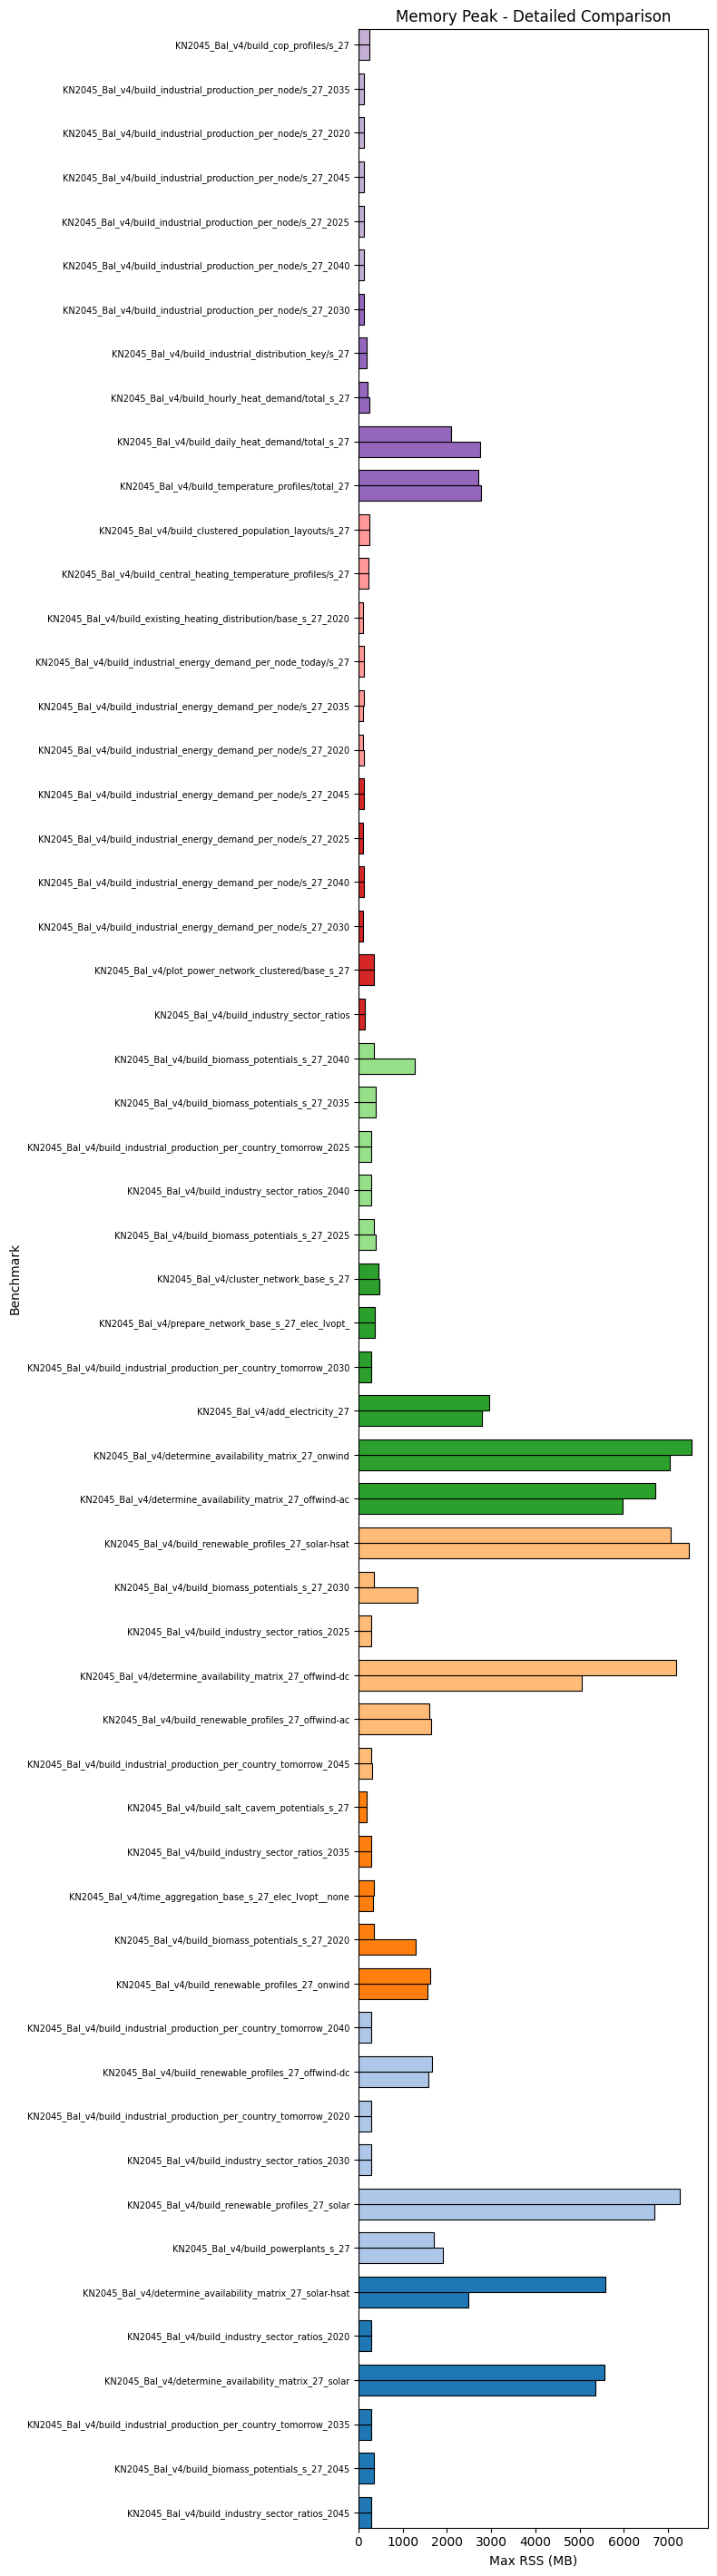 Memory Peak - Detailed Comparison
KN2045_Bal_v4/build_cop_profiles/s_27
KN2045_Bal_v4/build_industrial_production_per_node/s_27_2035
KN2045_Bal_v4/build_industrial_production_per_node/s_27_2020
KN2045_Bal_v4/build_industrial_production_per_node/s_27_2045
KN2045_Bal_v4/build_industrial_production_per_node/s_27_2025
KN2045_Bal_v4/build_industrial_production_per_node/s_27_2040
KN2045_Bal_v4/build_industrial_production_per_node/s_27_2030
KN2045_Bal_v4/build_industrial_distribution_key/s_27
KN2045_Bal_v4/build_hourly_heat_demand/total_s_27
KN2045_Bal_v4/build_daily_heat_demand/total_s_27
KN2045_Bal_v4/build_temperature_profiles/total_27
KN2045_Bal_v4/build_clustered_population_layouts/s_27
KN2045_Bal_v4/build_central_heating_temperature_profiles/s_27
KN2045_Bal_v4/build_existing_heating_distribution/base_s_27_2020
KN2045_Bal_v4/build_industrial_energy_demand_per_node_today/s_27
KN2045_Bal_v4/build_industrial_energy_demand_per_node/s_27_2035
KN2045_Bal_v4/build_industrial_energy_demand_per_node/s_27_2020
KN2045_Bal_v4/build_industrial_energy_demand_per_node/s_27_2045
KN2045_Bal_v4/build_industrial_energy_demand_per_node/s_27_2025
KN2045_Bal_v4/build_industrial_energy_demand_per_node/s_27_2040
KN2045_Bal_v4/build_industrial_energy_demand_per_node/s_27_2030
KN2045_Bal_v4/plot_power_network_clustered/base_s_27
KN2045_Bal_v4/build_industry_sector_ratios
KN2045_Bal_v4/build_biomass_potentials_s_27_2040
KN2045_Bal_v4/build_biomass_potentials_s_27_2035
KN2045_Bal_v4/build_industrial_production_per_country_tomorrow_2025
KN2045_Bal_v4/build_industry_sector_ratios_2040
KN2045_Bal_v4/build_biomass_potentials_s_27_2025
KN2045_Bal_v4/cluster_network_base_s_27
KN2045_Bal_v4/prepare_network_base_s_27_elec_lvopt_
KN2045_Bal_v4/build_industrial_production_per_country_tomorrow_2030
KN2045_Bal_v4/add_electricity_27
KN2045_Bal_v4/determine_availability_matrix_27_onwind
KN2045_Bal_v4/determine_availability_matrix_27_offwind-ac
KN2045_Bal_v4/build_renewable_profiles_27_solar-hsat
KN2045_Bal_v4/build_biomass_potentials_s_27_2030
KN2045_Bal_v4/build_industry_sector_ratios_2025
KN2045_Bal_v4/determine_availability_matrix_27_offwind-dc
KN2045_Bal_v4/build_renewable_profiles_27_offwind-ac
KN2045_Bal_v4/build_industrial_production_per_country_tomorrow_2045
KN2045_Bal_v4/build_salt_cavern_potentials_s_27
KN2045_Bal_v4/build_industry_sector_ratios_2035
KN2045_Bal_v4/time_aggregation_base_s_27_elec_lvopt__none
KN2045_Bal_v4/build_biomass_potentials_s_27_2020
KN2045_Bal_v4/build_renewable_profiles_27_onwind
KN2045_Bal_v4/build_industrial_production_per_country_tomorrow_2040
KN2045_Bal_v4/build_renewable_profiles_27_offwind-dc
KN2045_Bal_v4/build_industrial_production_per_country_tomorrow_2020
KN2045_Bal_v4/build_industry_sector_ratios_2030
KN2045_Bal_v4/build_renewable_profiles_27_solar
KN2045_Bal_v4/build_powerplants_s_27
KN2045_Bal_v4/determine_availability_matrix_27_solar-hsat
KN2045_Bal_v4/build_industry_sector_ratios_2020
KN2045_Bal_v4/determine_availability_matrix_27_solar
KN2045_Bal_v4/build_industrial_production_per_country_tomorrow_2035
KN2045_Bal_v4/build_biomass_potentials_s_27_2045
KN2045_Bal_v4/build_industry_sector_ratios_2045
Benchmark
0 1000 2000 3000 4000 5000 6000 7000
Max RSS (MB)